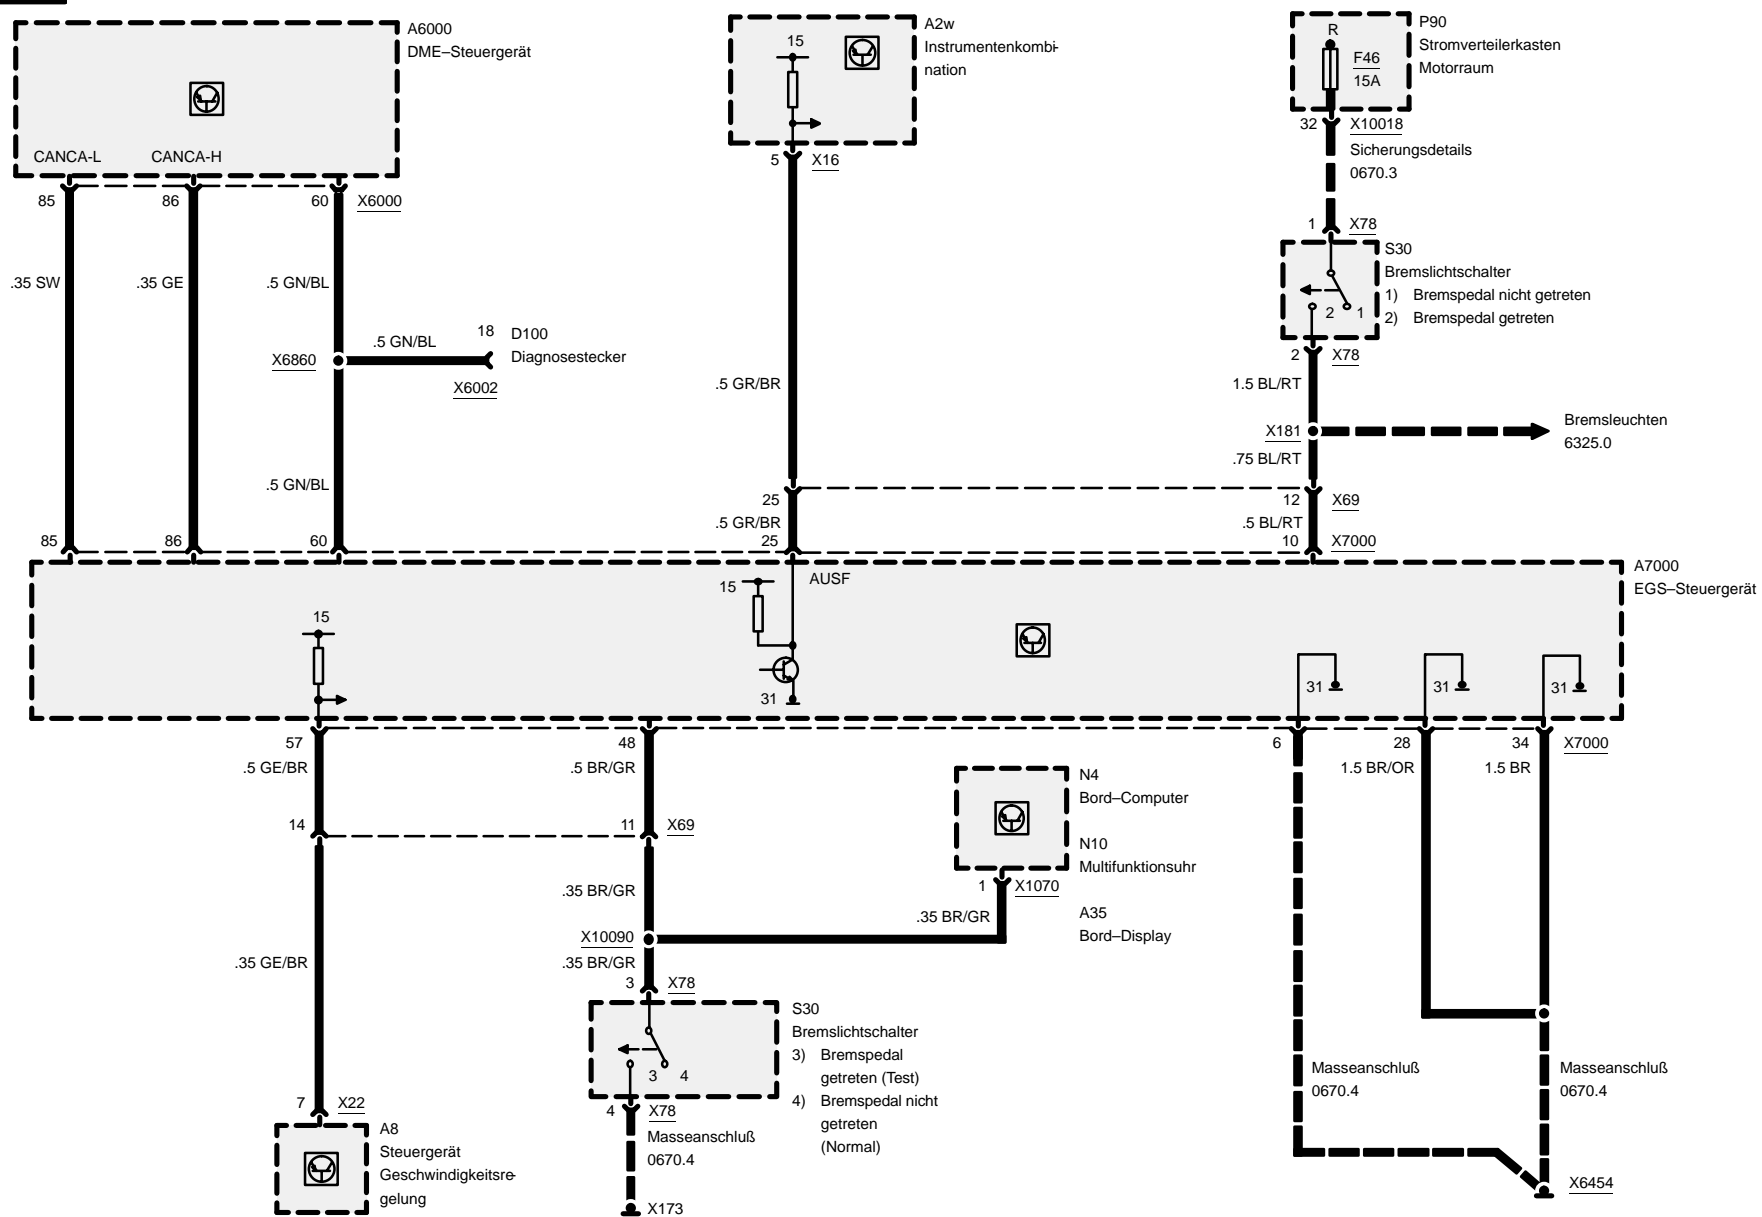 A6000
DME–Steuergerät
CANCA-L
CANCA-H
85
86
60
X6000
.35 SW
.35 GE
.5 GN/BL
X6860
.5 GN/BL
18
D100
Diagnosestecker
X6002
.5 GN/BL
85
86
60
15
A2w
Instrumentenkombi-
nation
5
X16
.5 GR/BR
25
.5 GR/BR
25
R
F46
15A
P90
Stromverteilerkasten
Motorraum
32
X10018
Sicherungsdetails
0670.3
1
X78
S30
Bremslichtschalter
1) Bremspedal nicht getreten
2) Bremspedal getreten
2
1
2
X78
1.5 BL/RT
X181
Bremsleuchten
6325.0
.75 BL/RT
12
X69
.5 BL/RT
10
X7000
A7000
EGS–Steuergerät
15
15
AUSF
31
31
31
31
57
48
6
28
34
X7000
.5 GE/BR
.5 BR/GR
1.5 BR/OR
1.5 BR
14
11
X69
N4
Bord–Computer
N10
Multifunktionsuhr
1
X1070
A35
Bord–Display
.35 BR/GR
.35 BR/GR
X10090
.35 BR/GR
.35 GE/BR
3
X78
S30
Bremslichtschalter
3) Bremspedal
getreten (Test)
4) Bremspedal nicht
getreten
(Normal)
3
4
4
X78
Masseanschluß
0670.4
X173
7
X22
A8
Steuergerät
Geschwindigkeitsre-
gelung
Masseanschluß
0670.4
Masseanschluß
0670.4
X6454